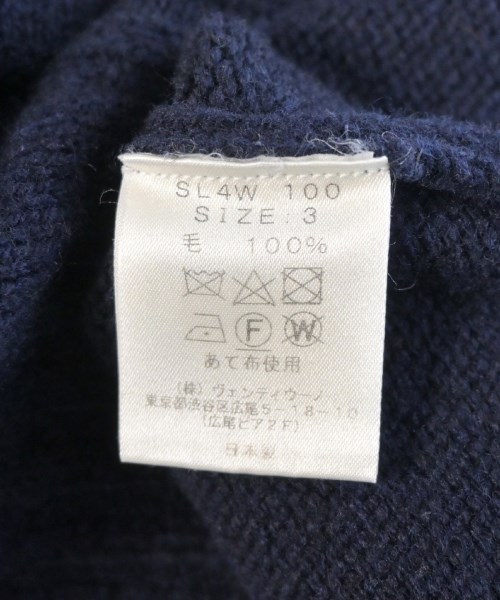 SL4W 100
SIZE: 3
毛 100%
F W
あて布使用
(株) ヴェンティウーノ
東京都渋谷区広尾5-18-10
(広尾ピア2F)
日本製